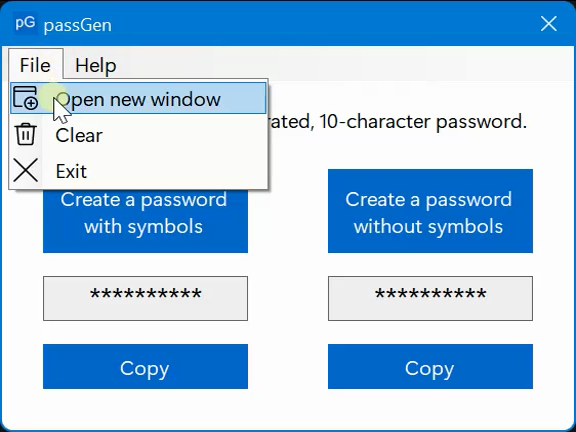 pG passGen
File Help
Open new window
rated, 10-character password.
Clear
Exit
Create a password
with symbols
Create a password
without symbols
**********
**********
Copy
Copy